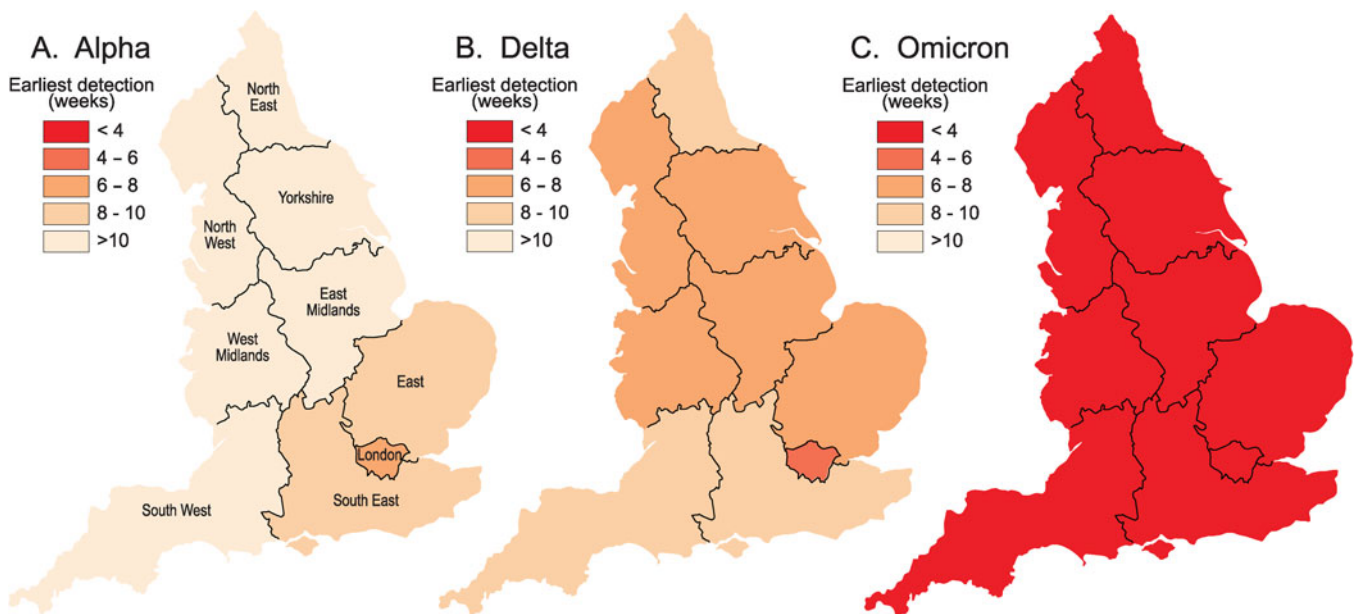 A. Alpha
Earliest detection
(weeks)
< 4
4 – 6
6 – 8
8 - 10
>10
North
East
Yorkshire
North
West
East
Midlands
West
Midlands
East
London
South East
South West
B. Delta
Earliest detection
(weeks)
< 4
4 – 6
6 – 8
8 - 10
>10
C. Omicron
Earliest detection
(weeks)
< 4
4 – 6
6 – 8
8 - 10
>10